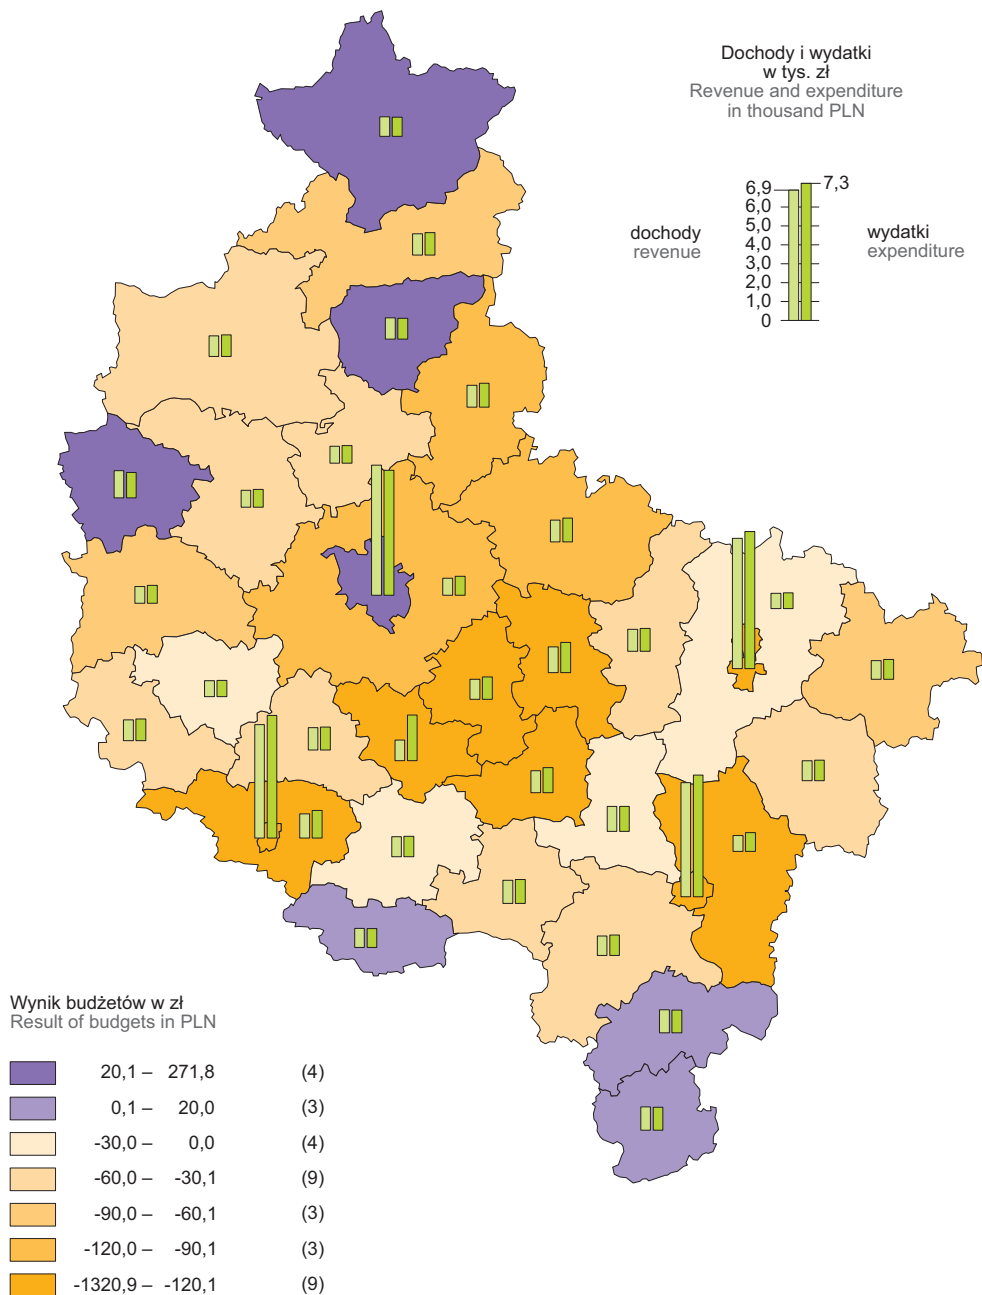 Dochody i wydatki
w tys. zł
Revenue and expenditure
in thousand PLN
6,9
7,3
6,0
5,0
4,0
3,0
2,0
1,0
0
dochody
revenue
wydatki
expenditure
Wynik budżetów w zł
Result of budgets in PLN
20,1 – 271,8 (4)
0,1 – 20,0 (3)
-30,0 – 0,0 (4)
-60,0 – -30,1 (9)
-90,0 – -60,1 (3)
-120,0 – -90,1 (3)
-1320,9 – -120,1 (9)